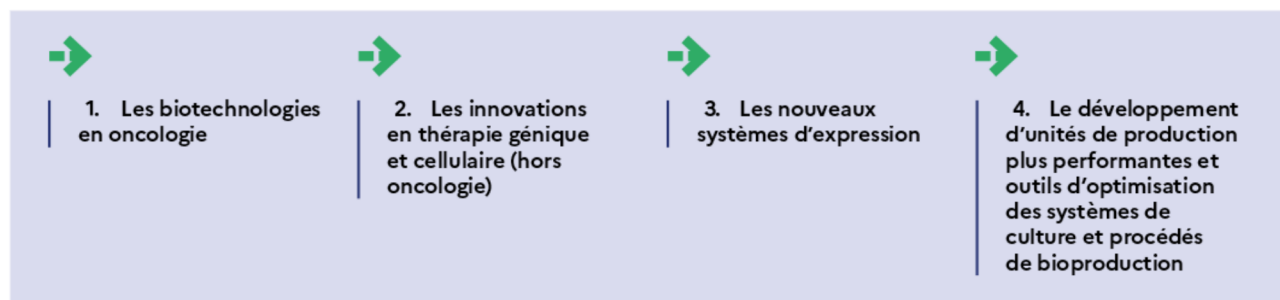 1. Les biotechnologies
en oncologie
2. Les innovations
en thérapie génique
et cellulaire (hors
oncologie)
3. Les nouveaux
systèmes d’expression
4. Le développement
d’unités de production
plus performantes et
outils d’optimisation
des systèmes de
culture et procédés
de bioproduction